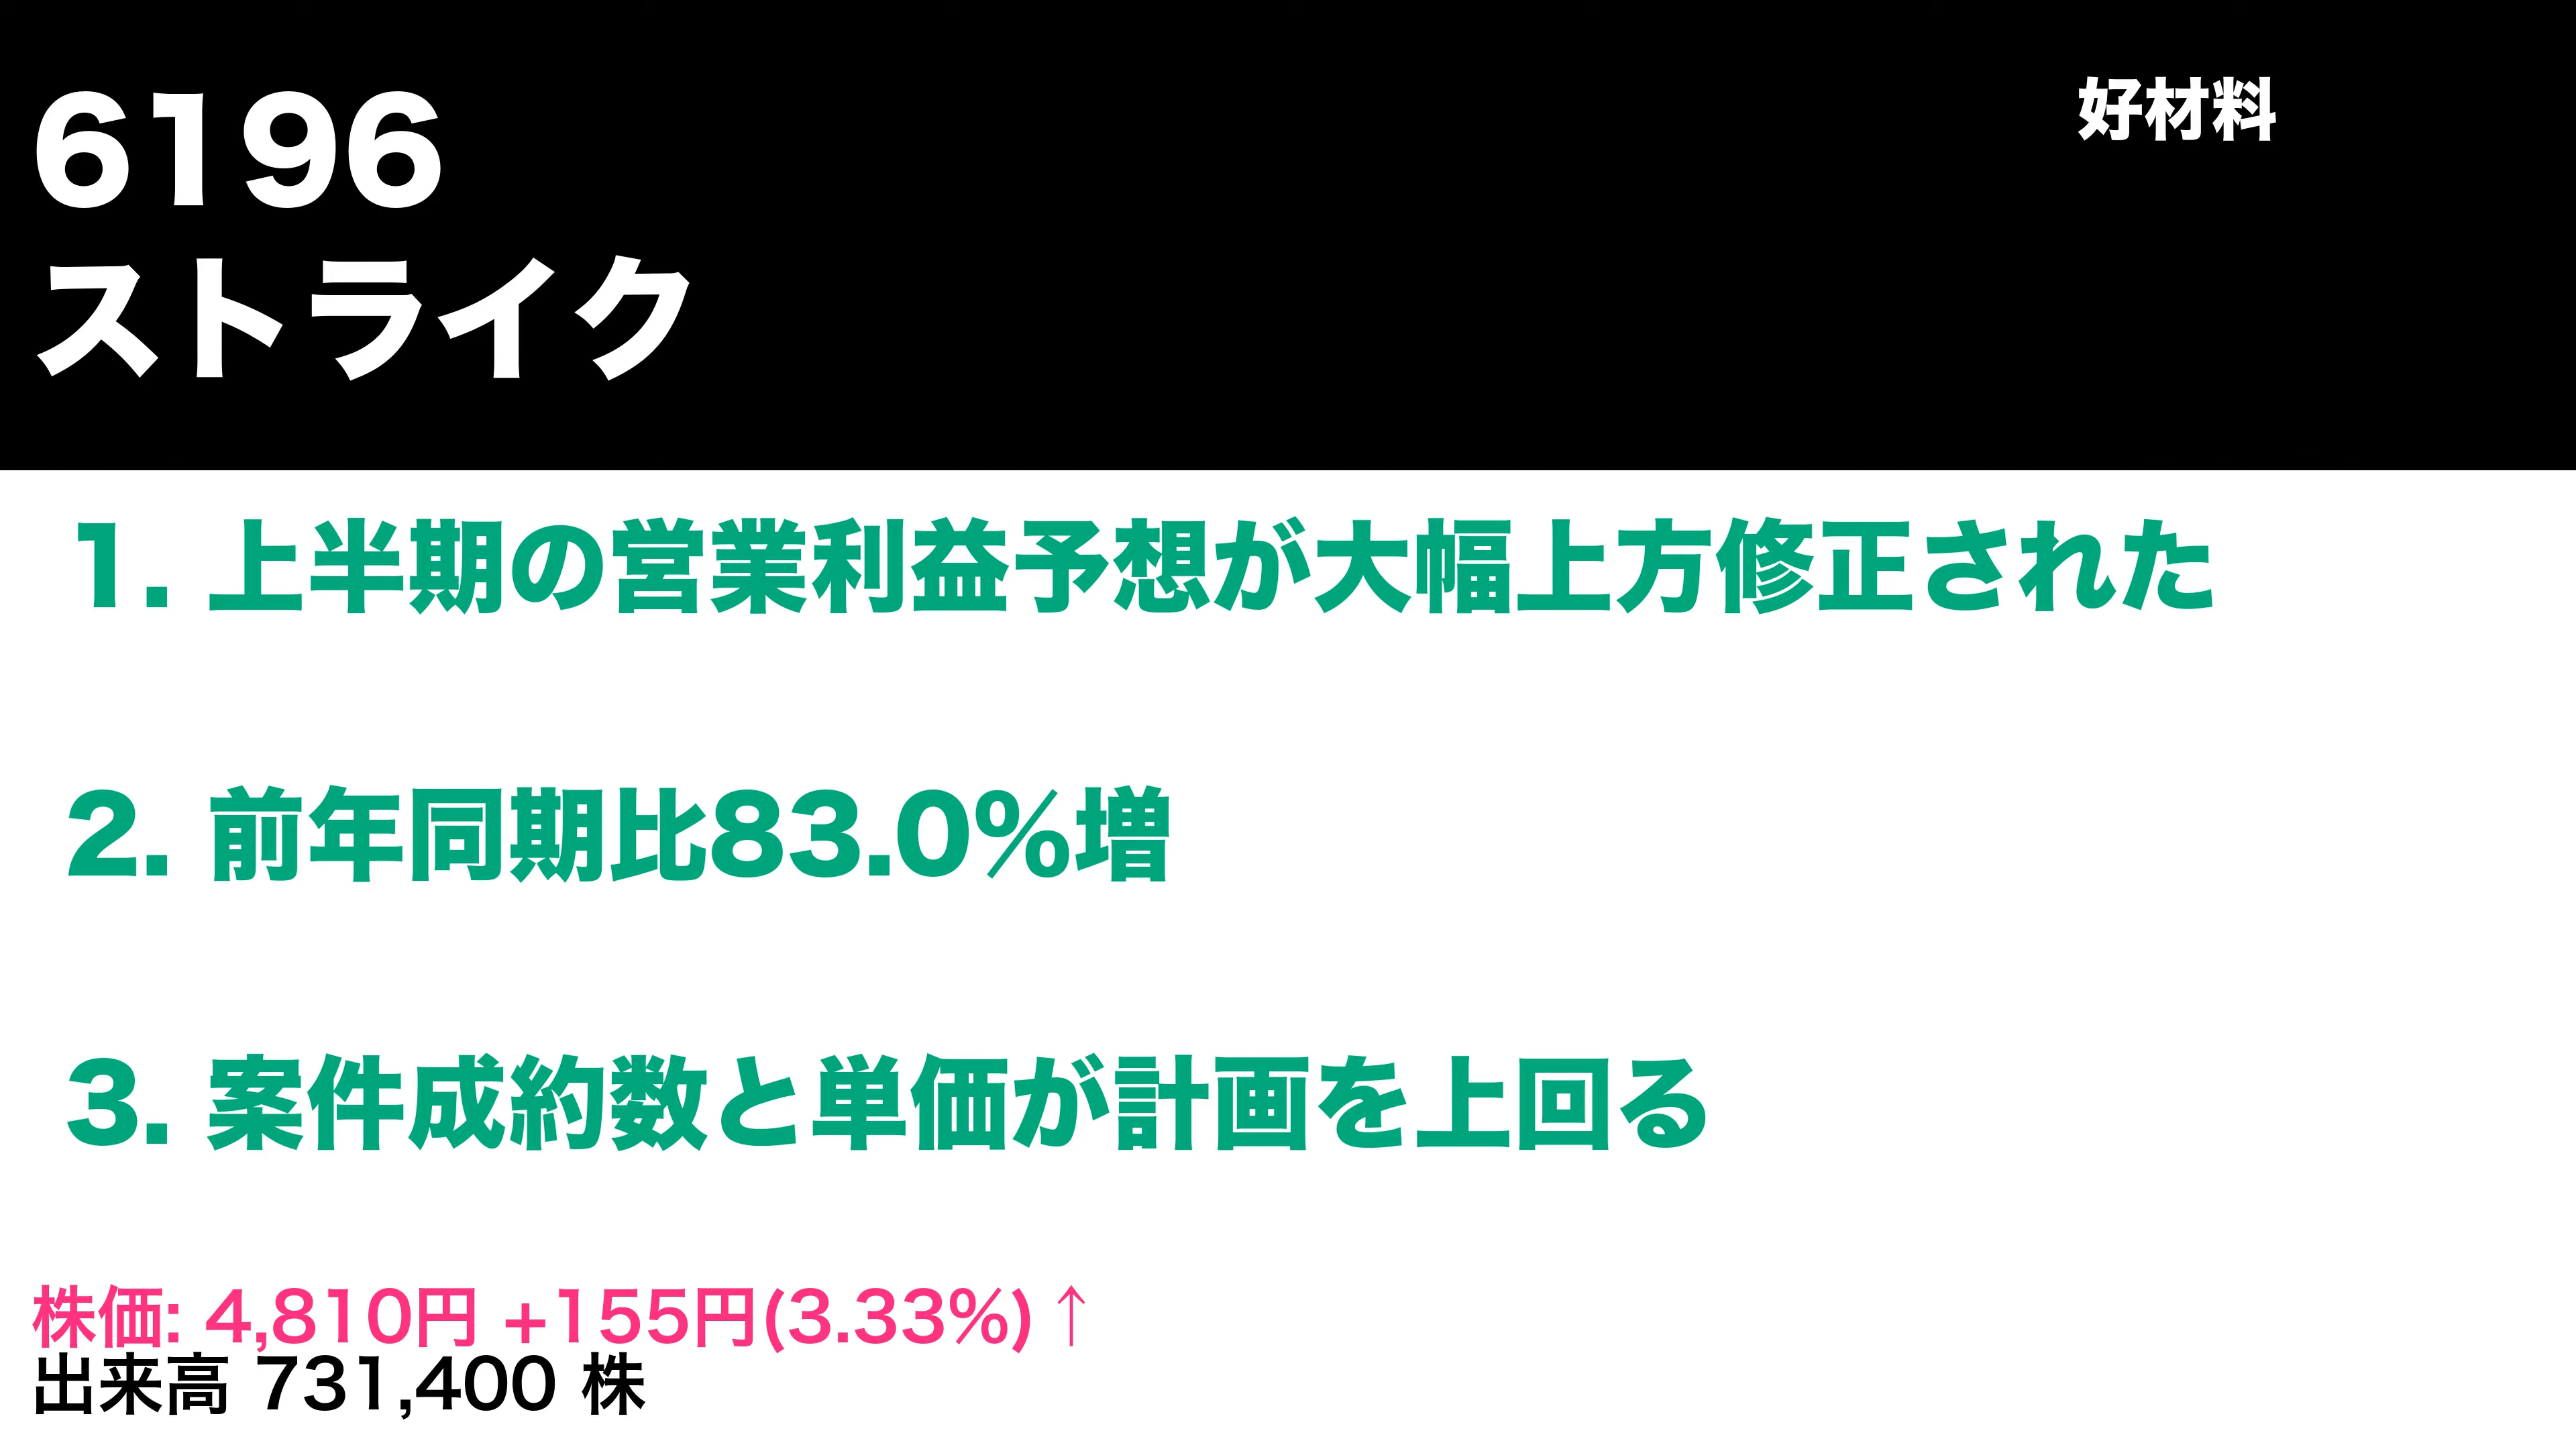 6196
好材料
ストライク
1. 上半期の営業利益予想が大幅上方修正された
2. 前年同期比83.0%増
3. 案件成約数と単価が計画を上回る
株価: 4,810円 +155円(3.33%)↑
出来高 731,400 株